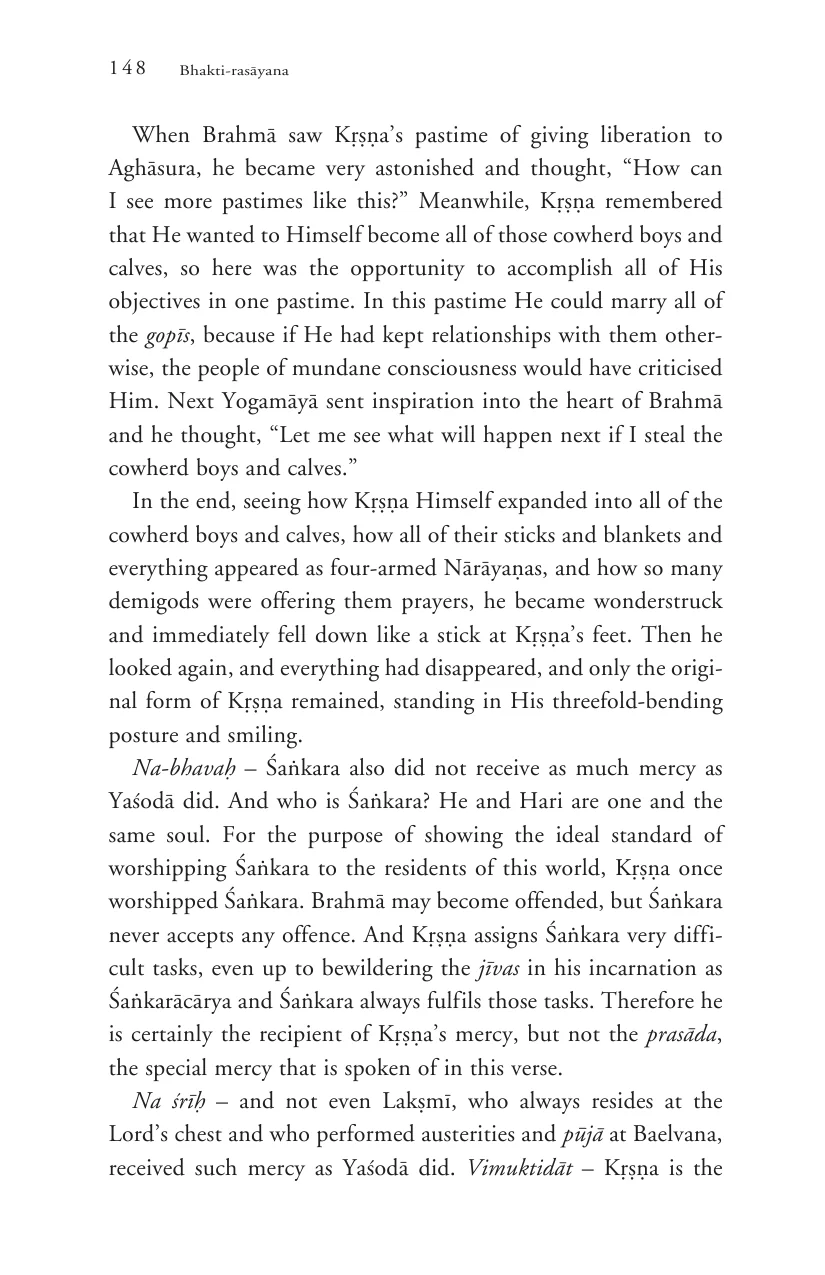 148 Bhakti-rasāyana
When Brahmā saw Kṛṣṇa’s pastime of giving liberation to
Aghāsura, he became very astonished and thought, “How can
I see more pastimes like this?” Meanwhile, Kṛṣṇa remembered
that He wanted to Himself become all of those cowherd boys and
calves, so here was the opportunity to accomplish all of His
objectives in one pastime. In this pastime He could marry all of
the gopīs, because if He had kept relationships with them other-
wise, the people of mundane consciousness would have criticised
Him. Next Yogamāyā sent inspiration into the heart of Brahmā
and he thought, “Let me see what will happen next if I steal the
cowherd boys and calves.”
In the end, seeing how Kṛṣṇa Himself expanded into all of the
cowherd boys and calves, how all of their sticks and blankets and
everything appeared as four-armed Nārāyaṇas, and how so many
demigods were offering them prayers, he became wonderstruck
and immediately fell down like a stick at Kṛṣṇa’s feet. Then he
looked again, and everything had disappeared, and only the origi-
nal form of Kṛṣṇa remained, standing in His threefold-bending
posture and smiling.
Na-bhavaḥ – Śaṅkara also did not receive as much mercy as
Yaśodā did. And who is Śaṅkara? He and Hari are one and the
same soul. For the purpose of showing the ideal standard of
worshipping Śaṅkara to the residents of this world, Kṛṣṇa once
worshipped Śaṅkara. Brahmā may become offended, but Śaṅkara
never accepts any offence. And Kṛṣṇa assigns Śaṅkara very diffi-
cult tasks, even up to bewildering the jīvas in his incarnation as
Śaṅkarācārya and Śaṅkara always fulfils those tasks. Therefore he
is certainly the recipient of Kṛṣṇa’s mercy, but not the prasāda,
the special mercy that is spoken of in this verse.
Na śrīḥ – and not even Lakṣmī, who always resides at the
Lord’s chest and who performed austerities and pūjā at Baelvana,
received such mercy as Yaśodā did. Vimuktidāt – Kṛṣṇa is the